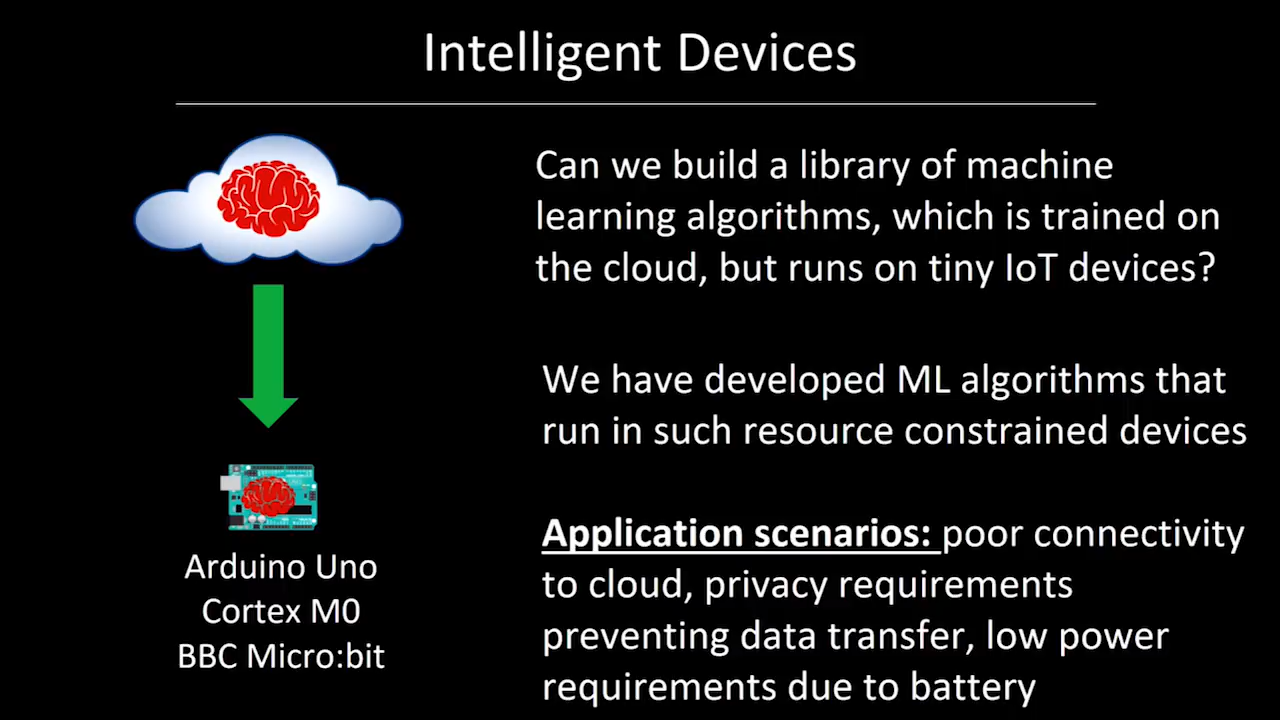 Intelligent Devices
Can we build a library of machine
learning algorithms, which is trained on
the cloud, but runs on tiny IoT devices?
We have developed ML algorithms that
run in such resource constrained devices
Application scenarios: poor connectivity
to cloud, privacy requirements
preventing data transfer, low power
requirements due to battery
Arduino Uno
Cortex M0
BBC Micro:bit